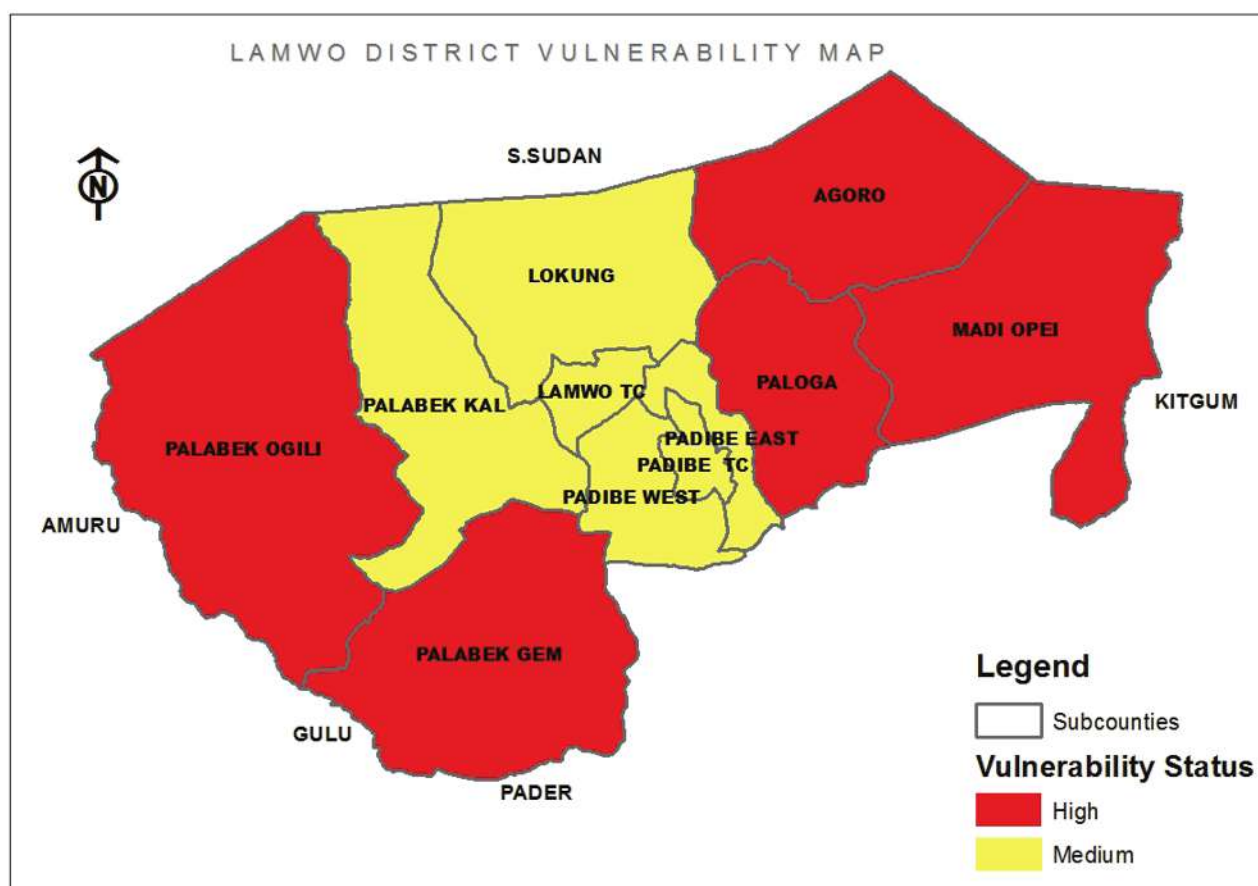 LAMWO DISTRICT VULNERABILITY MAP
S.SUDAN
N
AGORO
LOKUNG
MADI OPEI
PALOGA
LAMWO TC
KITGUM
PALABEK KAL
PADIBE EAST
PALABEK OGILI
PADIBE TC
PADIBE WEST
AMURU
PALABEK GEM
GULU
PADER
Legend
Subcounties
Vulnerability Status
High
Medium